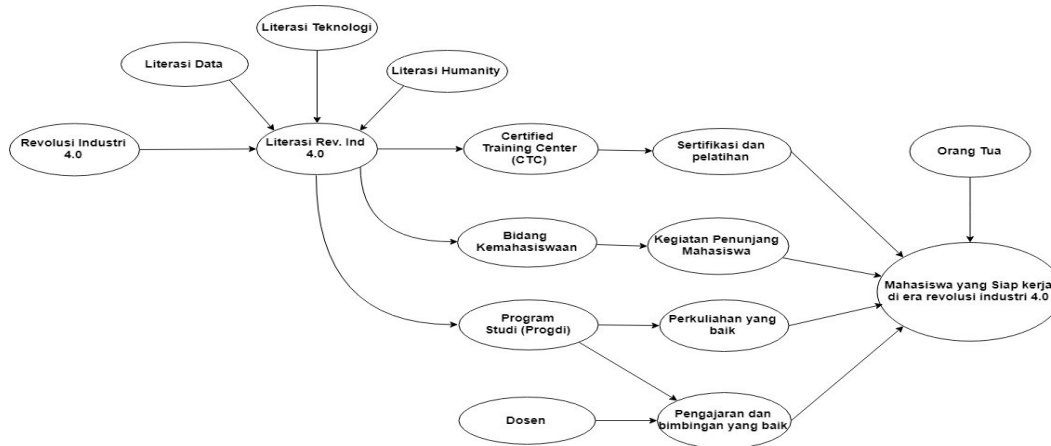 Literasi Teknologi
Literasi Data
Literasi Humanity
Revolusi Industri
4.0
Literasi Rev. Ind
4.0
Certified
Training Center
(CTC)
Sertifikasi dan
pelatihan
Orang Tua
Bidang
Kemahasiswaan
Kegiatan Penunjang
Mahasiswa
Mahasiswa yang Siap kerja
di era revolusi industri 4.0
Program
Studi (Progdi)
Perkuliahan yang
baik
Dosen
Pengajaran dan
bimbingan yang baik